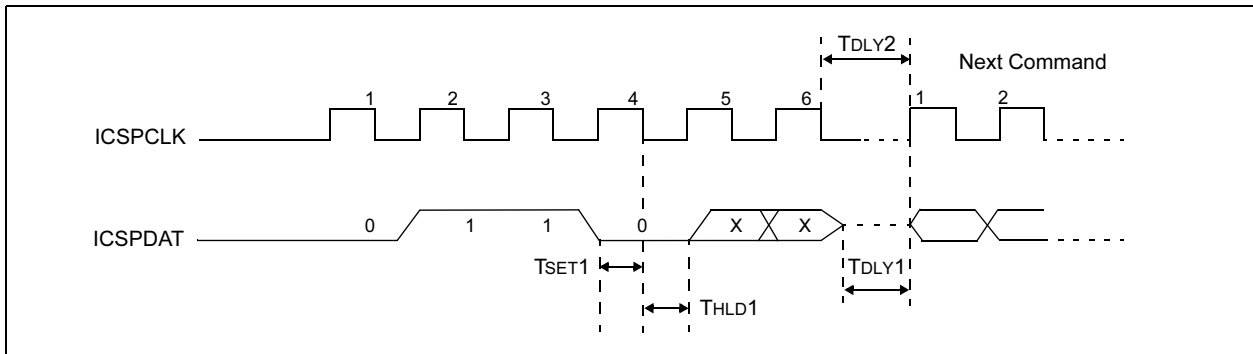 TDLY2
Next Command
1 2 3 4 5 6 1 2
ICSPCLK
ICSPDAT
0 1 1 0 X X
TSET1
TDLY1
THLD1